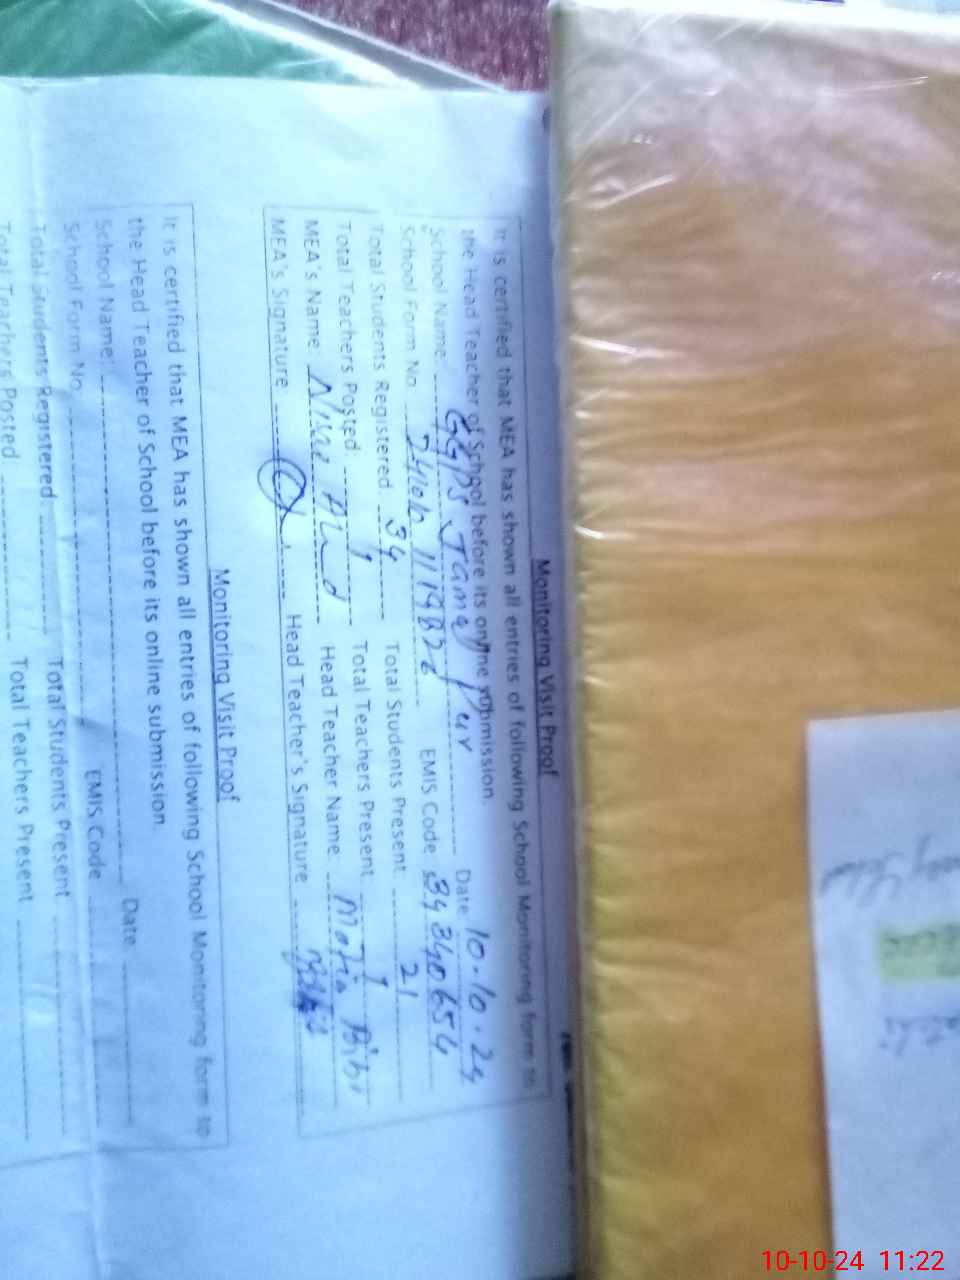 Monitoring Visit Proof
It is certified that MEA has shown all entries of following School Monitoring form to
the Head Teacher of School before its online submission.
School Name: GGPS Jamal Pur Date 10.10.24
School Form No. EMIS Code 34340654
Total Students Registered 34 Total Students Present 21
Total Teachers Posted 1 Total Teachers Present 1
MEA's Name: Head Teacher Name: Bibi
MEA's Signature Head Teacher's Signature
Monitoring Visit Proof
It is certified that MEA has shown all entries of following School Monitoring form to
the Head Teacher of School before its online submission.
School Name: Date
School Form No. EMIS Code
Total Students Registered Total Students Present
Total Teachers Posted Total Teachers Present
10-10-24 11:22